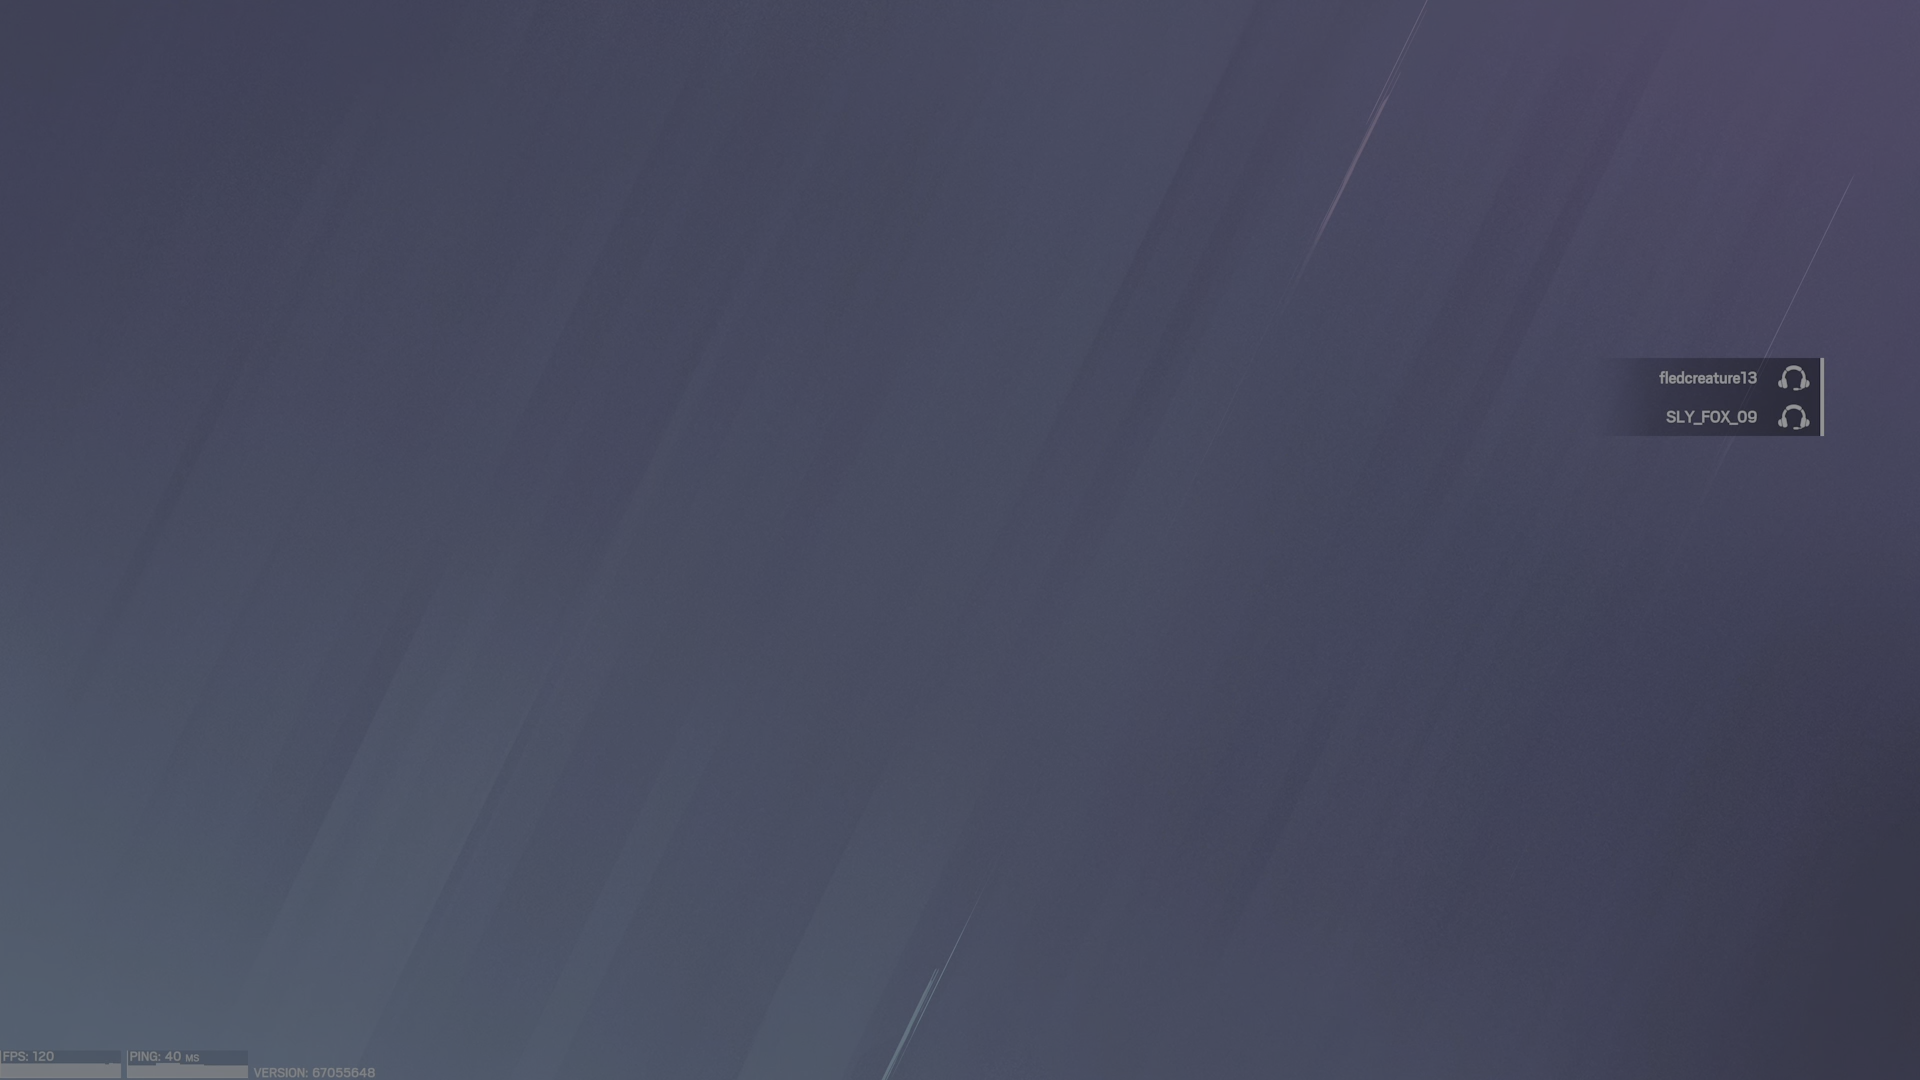 fledcreature13
SLY_FOX_09
FPS: 120
PING: 40 MS
VERSION: 67055648